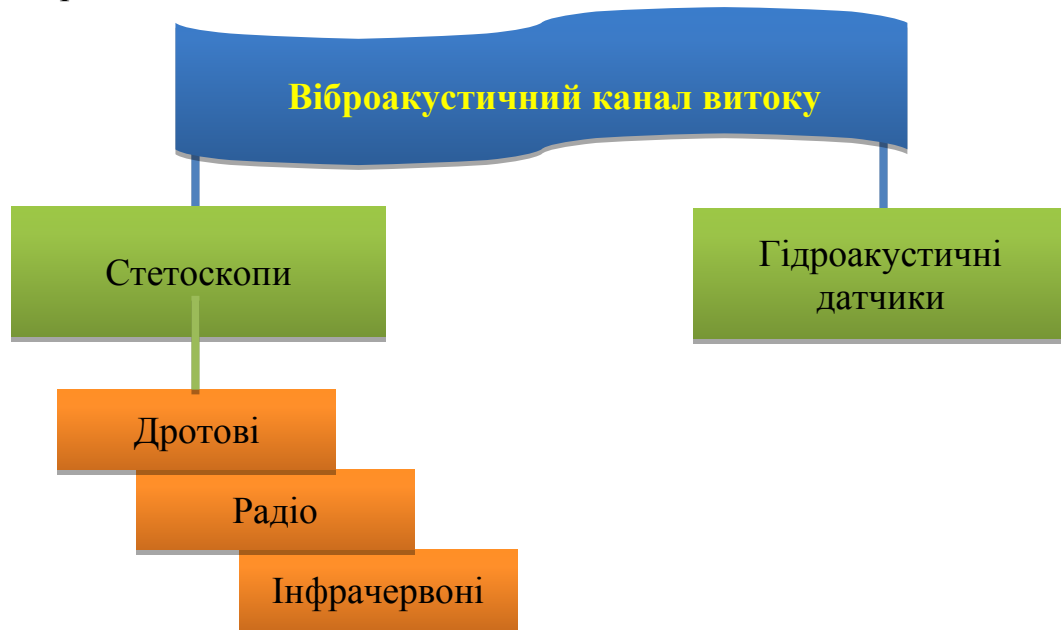 Віброакустичний канал витоку
Стетоскопи
Гідроакустичні
датчики
Дротові
Радіо
Інфрачервоні